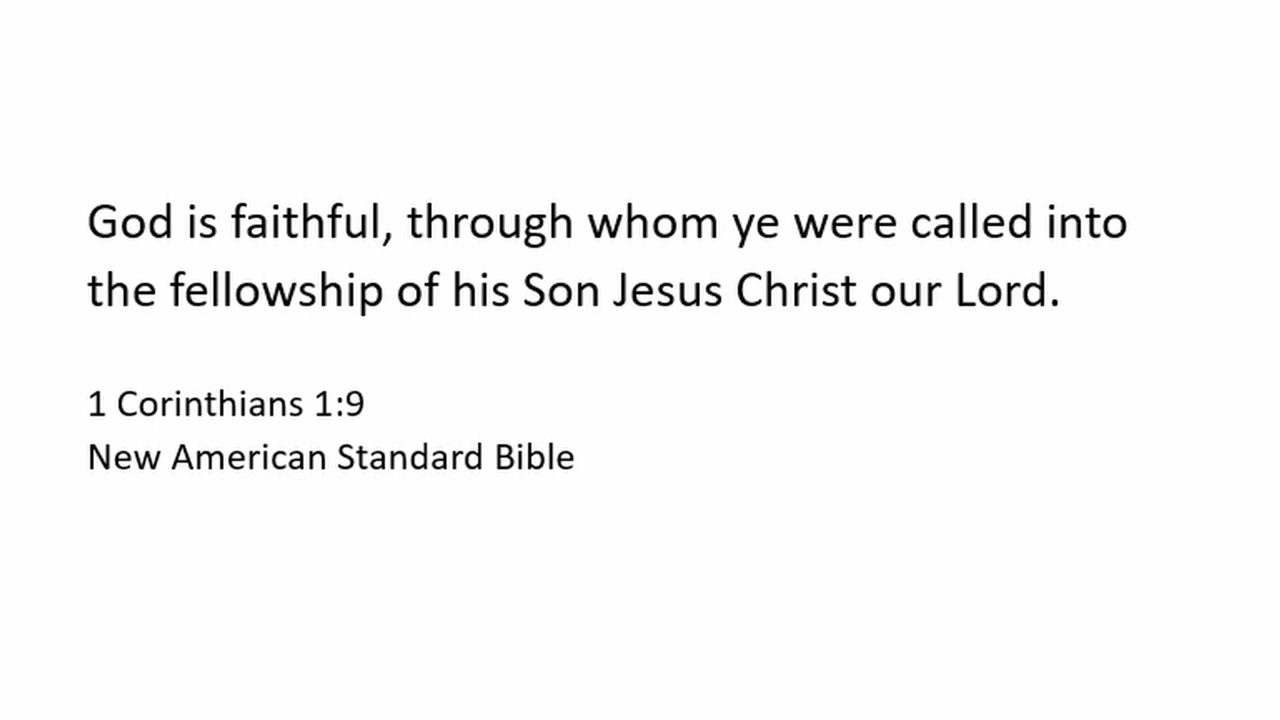 God is faithful, through whom ye were called into
the fellowship of his Son Jesus Christ our Lord.
1 Corinthians 1:9
New American Standard Bible